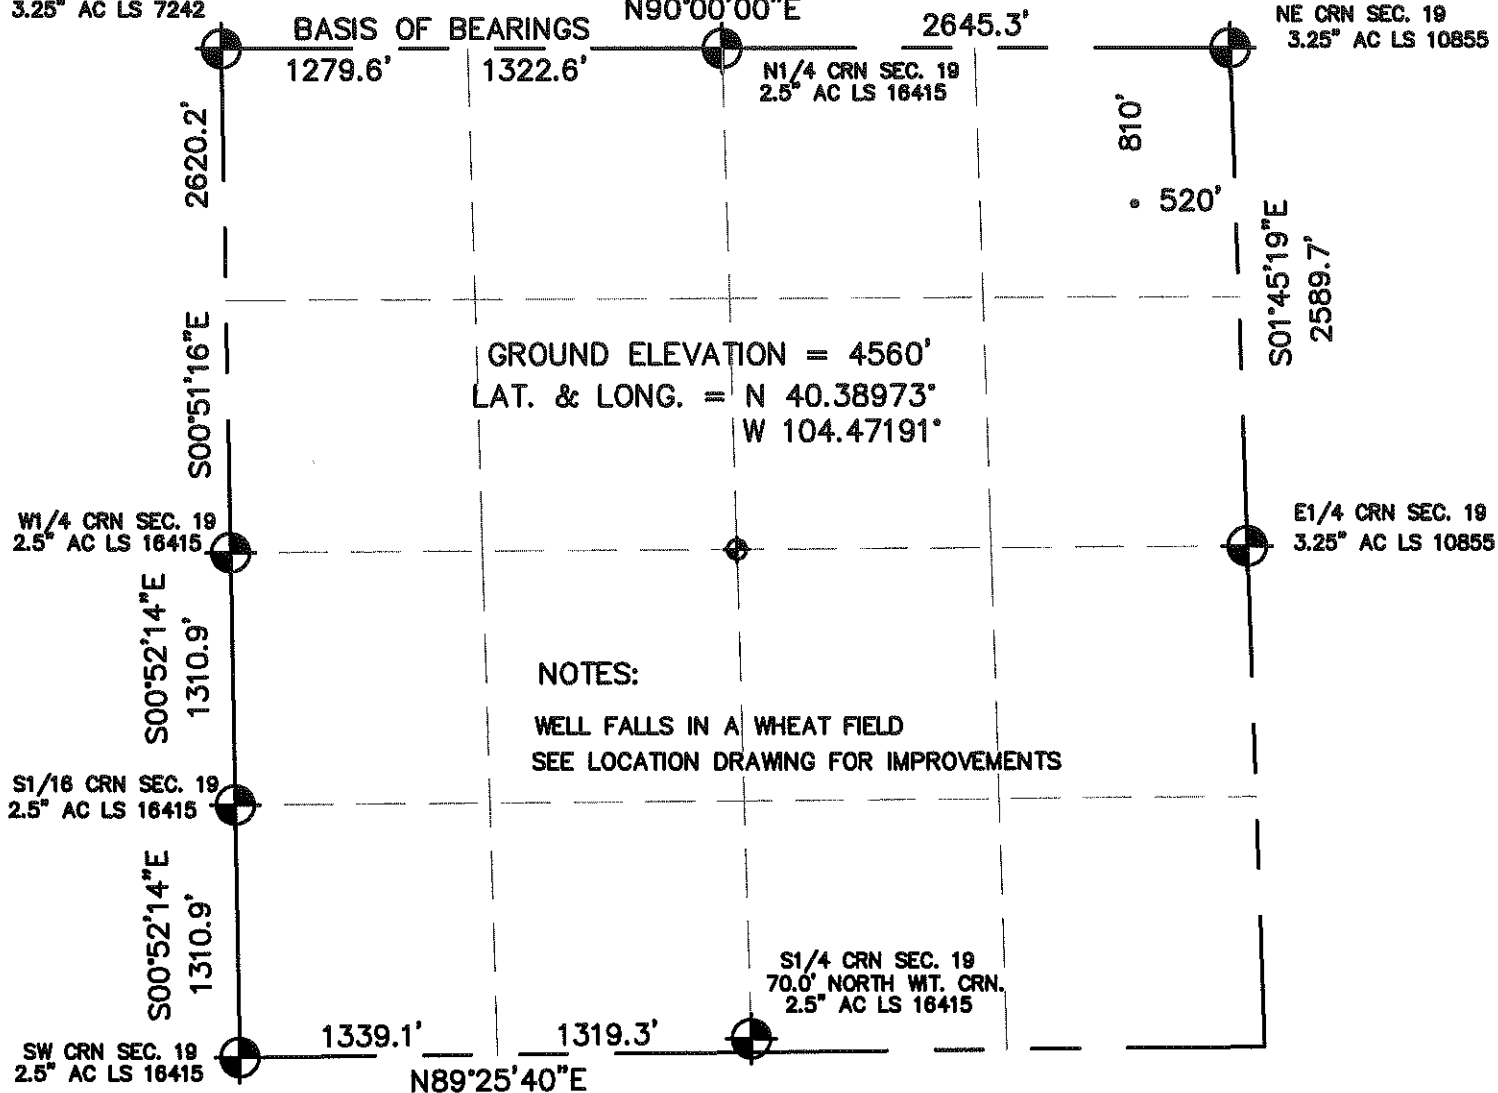 3.25" AC LS 7242
BASIS OF BEARINGS
N90°00'00"E
2645.3'
NE CRN SEC. 19
3.25" AC LS 10855
1279.6'
1322.6'
N1/4 CRN SEC. 19
2.5" AC LS 16415
2620.2'
810'
520'
S01°45'19"E
2589.7'
S00°51'16"E
GROUND ELEVATION = 4560'
LAT. & LONG. = N 40.38973°
W 104.47191°
W1/4 CRN SEC. 19
2.5" AC LS 16415
E1/4 CRN SEC. 19
3.25" AC LS 10855
S00°52'14"E
1310.9'
NOTES:
WELL FALLS IN A WHEAT FIELD
SEE LOCATION DRAWING FOR IMPROVEMENTS
S1/16 CRN SEC. 19
2.5" AC LS 16415
S00°52'14"E
1310.9'
S1/4 CRN SEC. 19
70.0' NORTH WIT. CRN.
2.5" AC LS 16415
SW CRN SEC. 19
2.5" AC LS 16415
1339.1'
1319.3'
N89°25'40"E